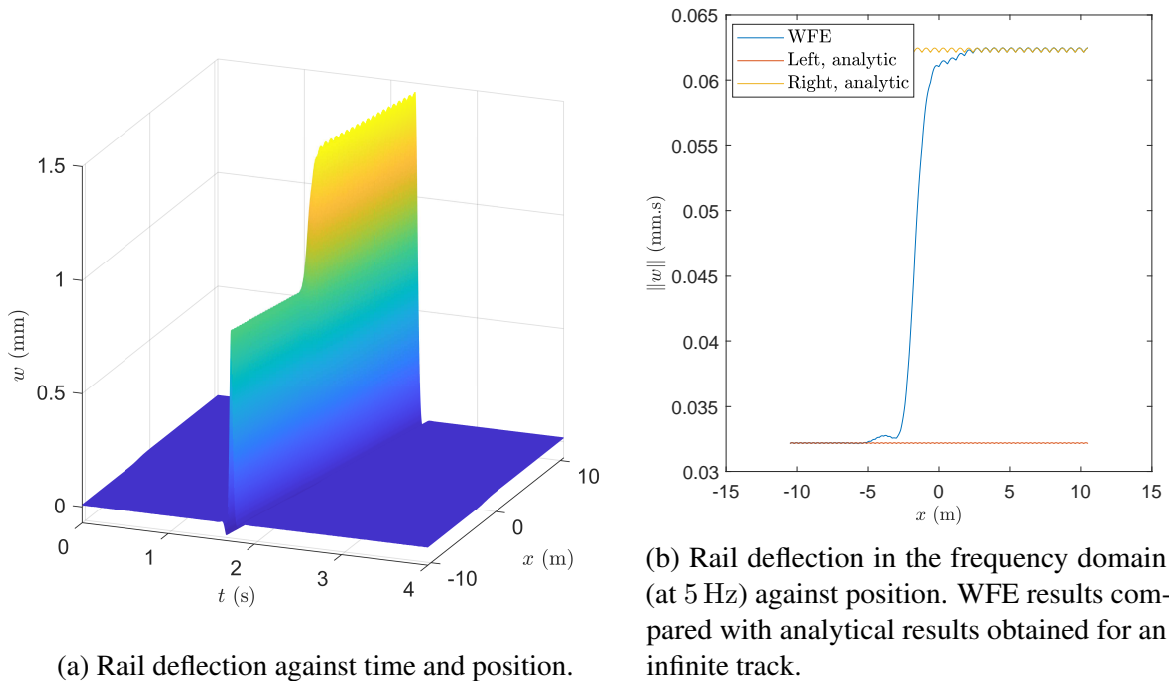 1.5
1
0.5
0
w (mm)
0
1
2
3
4
t (s)
-10
0
10
x (m)
(a) Rail deflection against time and position.
0.065
0.06
0.055
0.05
0.045
0.04
0.035
0.03
‖w‖ (mm.s)
WFE
Left, analytic
Right, analytic
-15
-10
-5
0
5
10
15
x (m)
(b) Rail deflection in the frequency domain
(at 5 Hz) against position. WFE results com-
pared with analytical results obtained for an
infinite track.